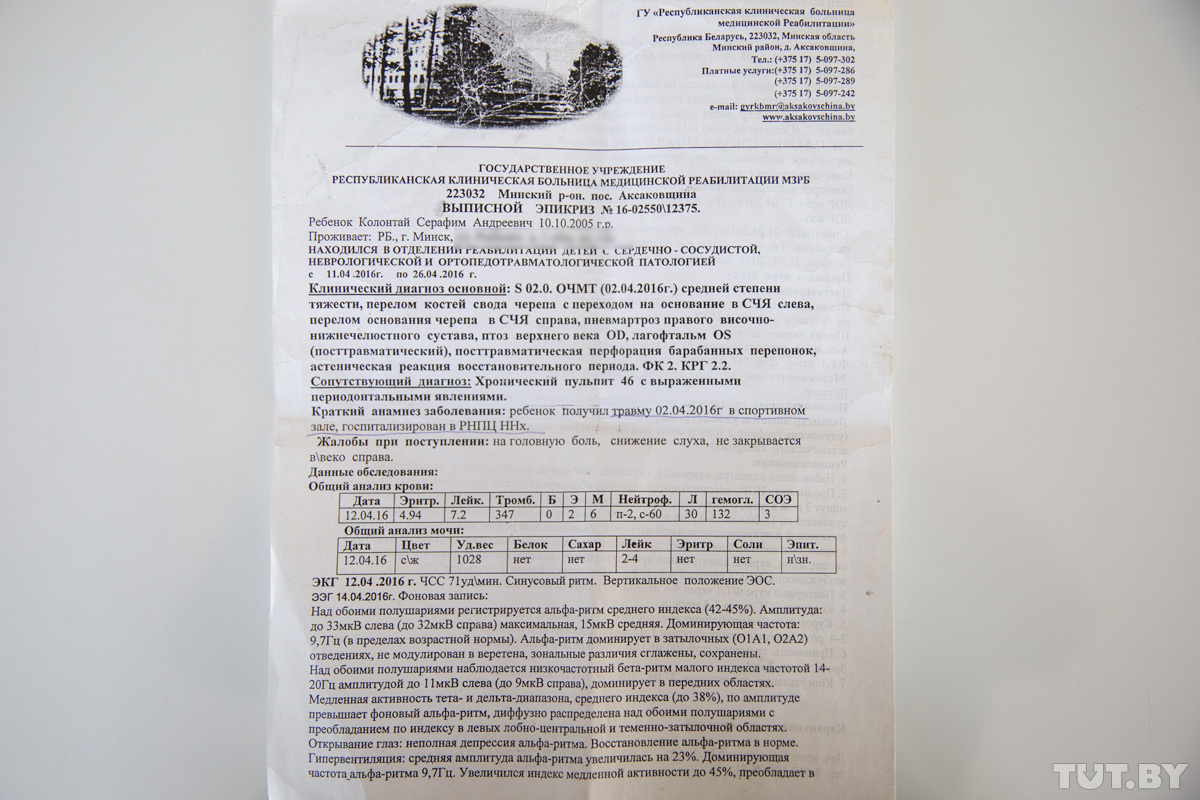 ГУ «Республиканская клиническая больница
медицинской Реабилитации»
Республика Беларусь, 223032, Минская область
Минский район, д. Аксаковщина,
Тел.: (+375 17) 5-097-302
Платные услуги:(+375 17) 5-097-286
(+375 17) 5-097-289
(+375 17) 5-097-242
e-mail: gyrkbmr@aksakovschina.by
www.aksakovschina.by
ГОСУДАРСТВЕННОЕ УЧРЕЖДЕНИЕ
РЕСПУБЛИКАНСКАЯ КЛИНИЧЕСКАЯ БОЛЬНИЦА МЕДИЦИНСКОЙ РЕАБИЛИТАЦИИ МЗРБ
223032 Минский р-он. пос. Аксаковщина
ВЫПИСНОЙ ЭПИКРИЗ № 16-02550\12375.
Ребенок Колонтай Серафим Андреевич 10.10.2005 г.р.
Проживает: РБ., г. Минск,
НАХОДИЛСЯ В ОТДЕЛЕНИИ РЕАБИЛИТАЦИИ ДЕТЕЙ С СЕРДЕЧНО - СОСУДИСТОЙ,
НЕВРОЛОГИЧЕСКОЙ И ОРТОПЕДОТРАВМАТОЛОГИЧЕСКОЙ ПАТОЛОГИЕЙ
с 11.04 .2016г. по 26.04 .2016 г.
Клинический диагноз основной: S 02.0. ОЧМТ (02.04.2016г.) средней степени
тяжести, перелом костей свода черепа с переходом на основание в СЧЯ слева,
перелом основания черепа в СЧЯ справа, пневмартроз правого височно-
нижнечелюстного сустава, птоз верхнего века OD, лагофтальм OS
(посттравматический), посттравматическая перфорация барабанных перепонок,
астеническая реакция восстановительного периода. ФК 2. КРГ 2.2.
Сопутствующий диагноз: Хронический пульпит 46 с выраженными
периодонтальными явлениями.
Краткий анамнез заболевания: ребенок получил травму 02.04.2016г в спортивном
зале, госпитализирован в РНПЦ ННх.
Жалобы при поступлении: на головную боль, снижение слуха, не закрывается
в\веко справа.
Данные обследования:
Общий анализ крови:
Дата Эритр. Лейк. Тромб. Б Э М Нейтроф. Л гемогл. СОЭ
12.04.16 4.94 7.2 347 0 2 6 п-2, с-60 30 132 3
Общий анализ мочи:
Дата Цвет Уд.вес Белок Сахар Лейк Эритр Соли Эпит.
12.04.16 с\ж 1028 нет нет 2-4 нет нет н\зн.
ЭКГ 12.04 .2016 г. ЧСС 71уд\мин. Синусовый ритм. Вертикальное положение ЭОС.
ЭЭГ 14.04.2016г. Фоновая запись:
Над обоими полушариями регистрируется альфа-ритм среднего индекса (42-45%). Амплитуда:
до 33мкВ слева (до 32мкВ справа) максимальная, 15мкВ средняя. Доминирующая частота:
9,7Гц (в пределах возрастной нормы). Альфа-ритм доминирует в затылочных (O1A1, O2A2)
отведениях, не модулирован в веретена, зональные различия сглажены, сохранены.
Над обоими полушариями наблюдается низкочастотный бета-ритм малого индекса частотой 14-
20Гц амплитудой до 11мкВ слева (до 9мкВ справа), доминирует в передних областях.
Медленная активность тета- и дельта-диапазона, среднего индекса (до 38%), по амплитуде
превышает фоновый альфа-ритм, диффузно распределена над обоими полушариями с
преобладанием по индексу в левых лобно-центральной и теменно-затылочной областях.
Открывание глаз: неполная депрессия альфа-ритма. Восстановление альфа-ритма в норме.
Гипервентиляция: средняя амплитуда альфа-ритма увеличилась на 23%. Доминирующая
частота альфа-ритма 9,7Гц. Увеличился индекс медленной активности до 45%, преобладает в
TUT.BY